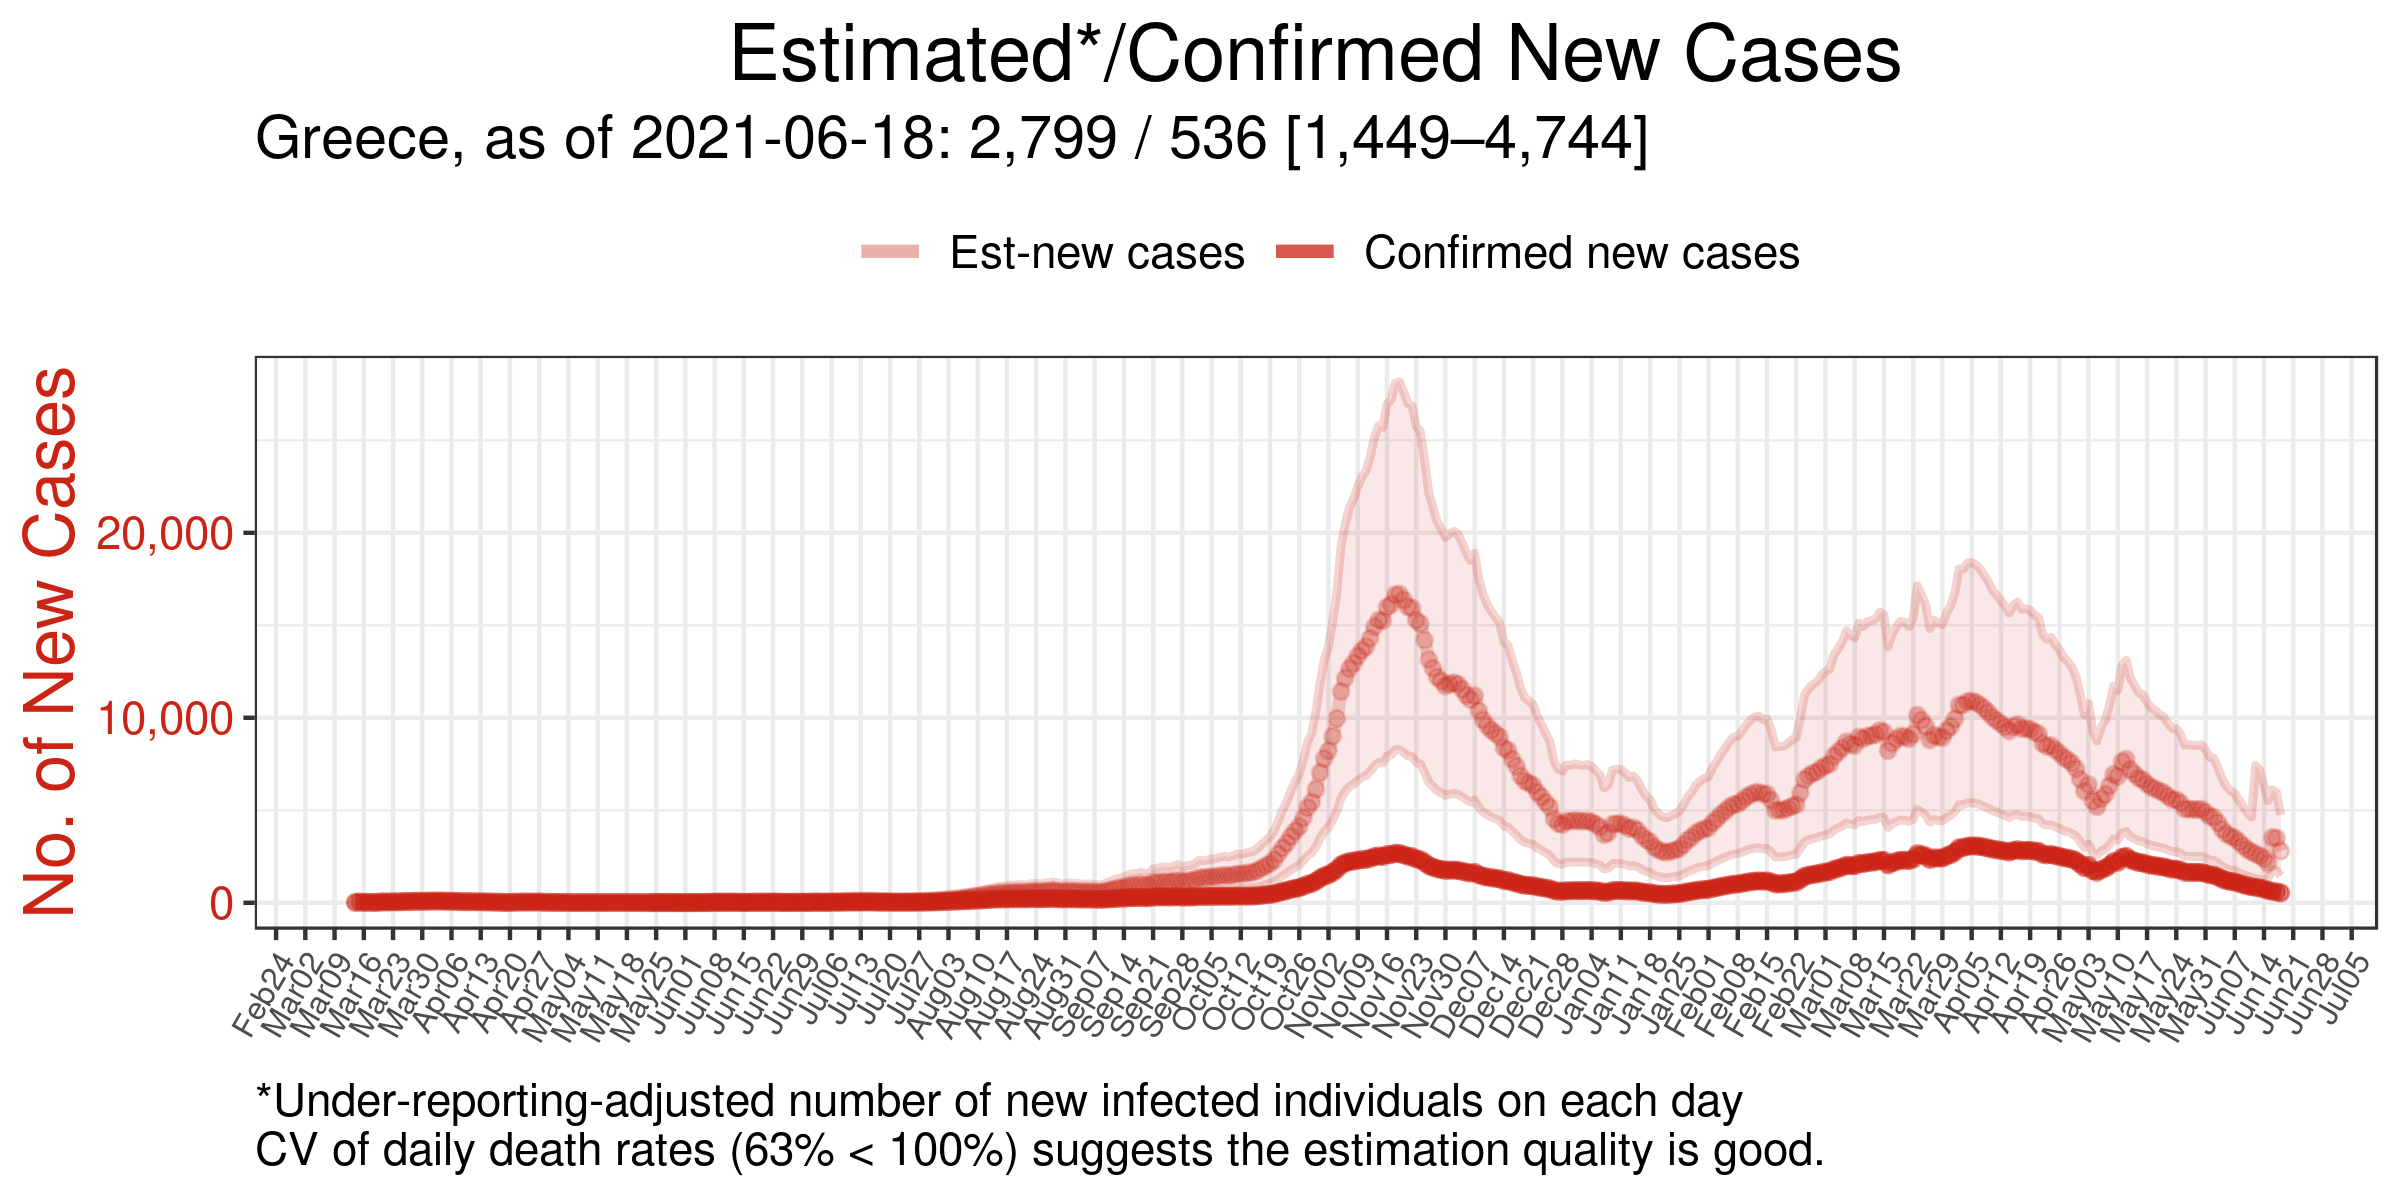 Estimated*/Confirmed New Cases
Greece, as of 2021-06-18: 2,799 / 536 [1,449–4,744]
Est-new cases Confirmed new cases
No. of New Cases
20,000
10,000
0
Feb24 Mar02 Mar09 Mar16 Mar23 Mar30 Apr06 Apr13 Apr20 Apr27 May04 May11 May18 May25 Jun01 Jun08 Jun15 Jun22 Jun29 Jul06 Jul13 Jul20 Jul27 Aug03 Aug10 Aug17 Aug24 Aug31 Sep07 Sep14 Sep21 Sep28 Oct05 Oct12 Oct19 Oct26 Nov02 Nov09 Nov16 Nov23 Nov30 Dec07 Dec14 Dec21 Dec28 Jan04 Jan11 Jan18 Jan25 Feb01 Feb08 Feb15 Feb22 Mar01 Mar08 Mar15 Mar22 Mar29 Apr05 Apr12 Apr19 Apr26 May03 May10 May17 May24 May31 Jun07 Jun14 Jun21 Jun28 Jul05
*Under-reporting-adjusted number of new infected individuals on each day
CV of daily death rates (63% < 100%) suggests the estimation quality is good.